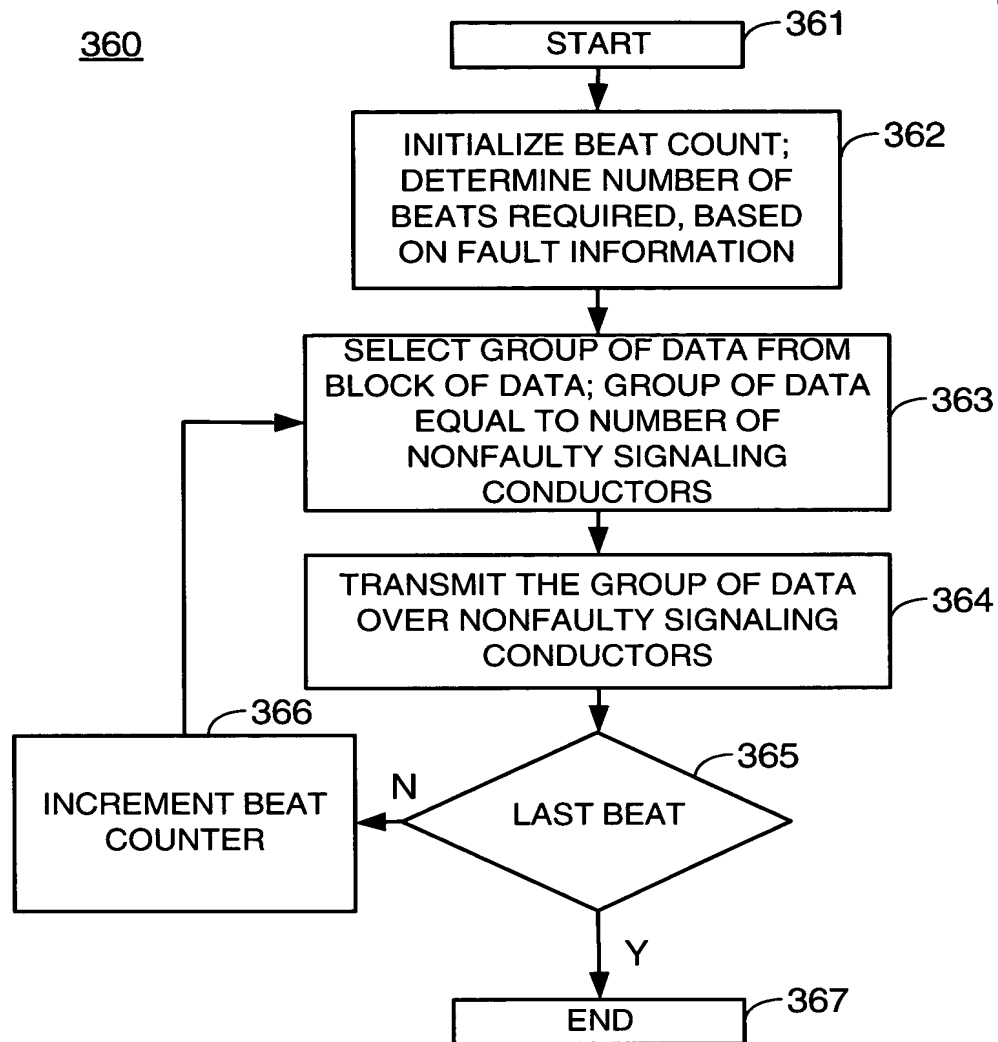 360
START
361
INITIALIZE BEAT COUNT;
DETERMINE NUMBER OF
BEATS REQUIRED, BASED
ON FAULT INFORMATION
362
SELECT GROUP OF DATA FROM
BLOCK OF DATA; GROUP OF DATA
EQUAL TO NUMBER OF
NONFAULTY SIGNALING
CONDUCTORS
363
TRANSMIT THE GROUP OF DATA
OVER NONFAULTY SIGNALING
CONDUCTORS
364
366
INCREMENT BEAT
COUNTER
N
LAST BEAT
365
Y
END
367